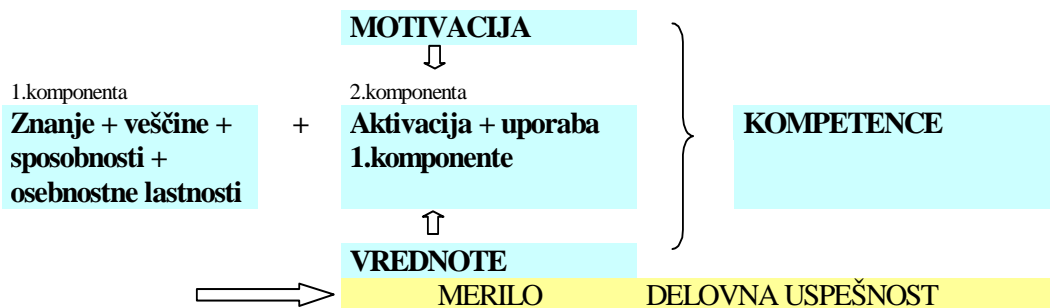 MOTIVACIJA
1.komponenta
Znanje + veščine +
sposobnosti +
osebnostne lastnosti
+
2.komponenta
Aktivacija + uporaba
1.komponente
KOMPETENCE
VREDNOTE
MERILO DELOVNA USPEŠNOST